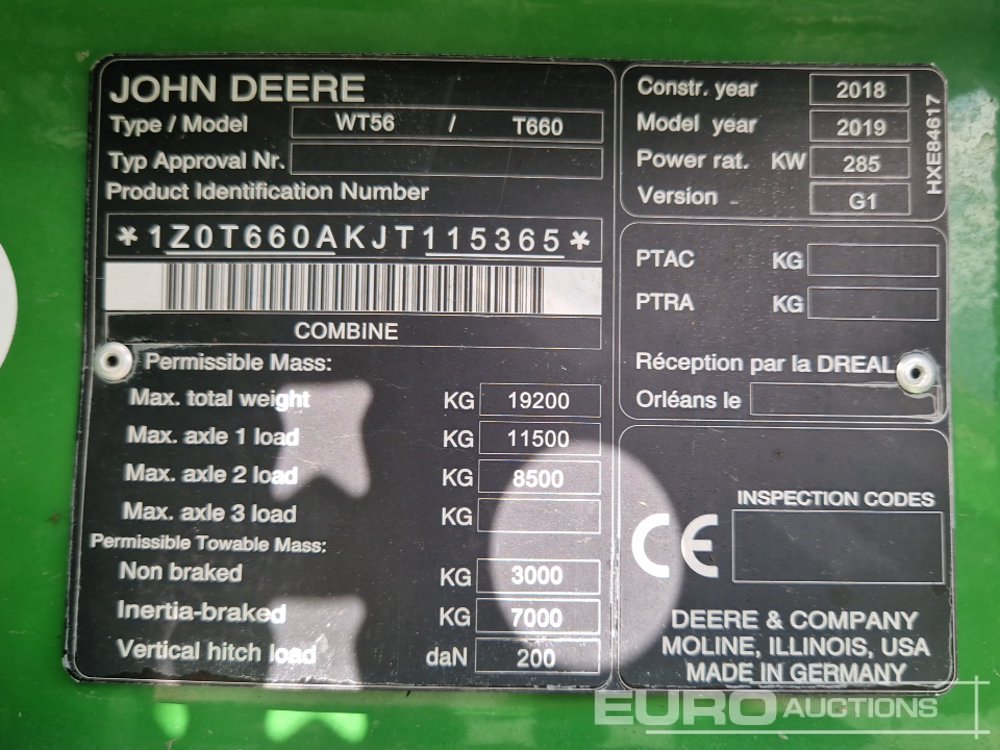 JOHN DEERE
Type / Model WT56 / T660
Typ Approval Nr.
Product Identification Number
*1Z0T660AKJT115365*
COMBINE
Permissible Mass:
Max. total weight KG 19200
Max. axle 1 load KG 11500
Max. axle 2 load KG 8500
Max. axle 3 load KG
Permissible Towable Mass:
Non braked KG 3000
Inertia-braked KG 7000
Vertical hitch load daN 200
Constr. year 2018
Model year 2019
Power rat. KW 285
Version G1
HXE84617
PTAC KG
PTRA KG
Réception par la DREAL
Orléans le
INSPECTION CODES
CE
DEERE & COMPANY
MOLINE, ILLINOIS, USA
MADE IN GERMANY
EURO AUCTIONS